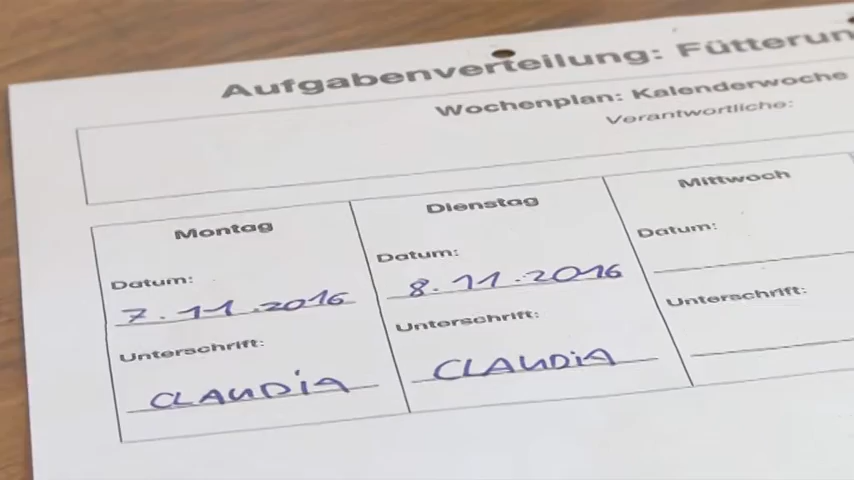 Aufgabenverteilung: Fütterun
Wochenplan: Kalenderwoche
Verantwortliche:
Montag
Datum:
7.11.2016
Unterschrift:
CLAUDiA
Dienstag
Datum:
8.11.2016
Unterschrift:
CLAUDiA
Mittwoch
Datum:
Unterschrift: